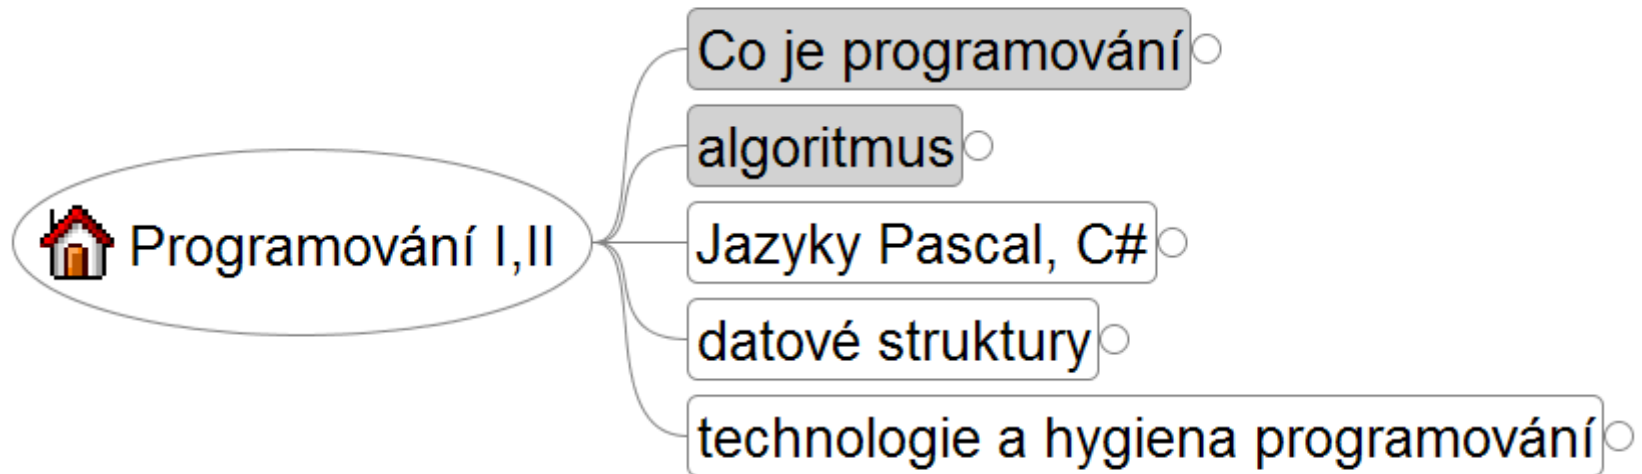 Co je programování
algoritmus
Programování I,II
Jazyky Pascal, C#
datové struktury
technologie a hygiena programování